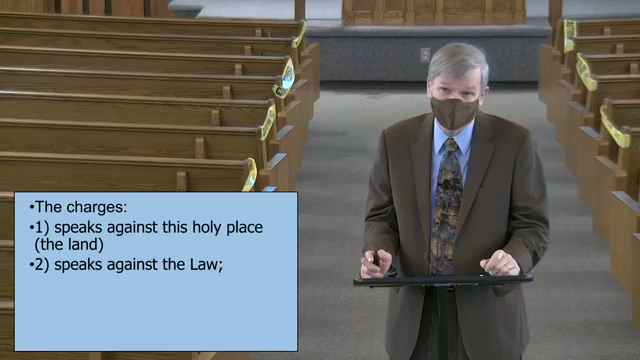 •The charges:
•1) speaks against this holy place
(the land)
•2) speaks against the Law;